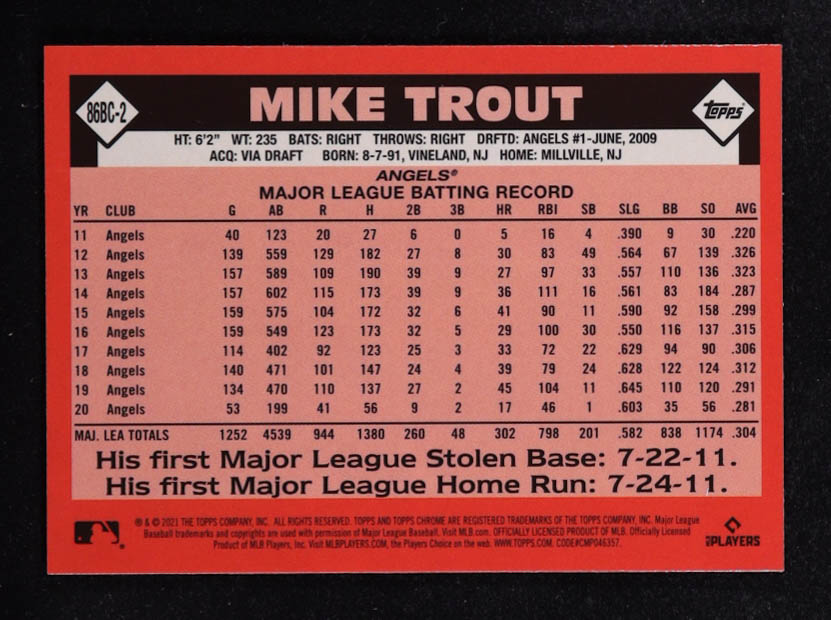 86BC-2
MIKE TROUT
Topps
HT: 6'2" WT: 235 BATS: RIGHT THROWS: RIGHT DRFTD: ANGELS #1-JUNE, 2009
ACQ: VIA DRAFT BORN: 8-7-91, VINELAND, NJ HOME: MILLVILLE, NJ
ANGELS®
MAJOR LEAGUE BATTING RECORD
YR CLUB G AB R H 2B 3B HR RBI SB SLG BB SO AVG
11 Angels 40 123 20 27 6 0 5 16 4 .390 9 30 .220
12 Angels 139 559 129 182 27 8 30 83 49 .564 67 139 .326
13 Angels 157 589 109 190 39 9 27 97 33 .557 110 136 .323
14 Angels 157 602 115 173 39 9 36 111 16 .561 83 184 .287
15 Angels 159 575 104 172 32 6 41 90 11 .590 92 158 .299
16 Angels 159 549 123 173 32 5 29 100 30 .550 116 137 .315
17 Angels 114 402 92 123 25 3 33 72 22 .629 94 90 .306
18 Angels 140 471 101 147 24 4 39 79 24 .628 122 124 .312
19 Angels 134 470 110 137 27 2 45 104 11 .645 110 120 .291
20 Angels 53 199 41 56 9 2 17 46 1 .603 35 56 .281
MAJ. LEA TOTALS 1252 4539 944 1380 260 48 302 798 201 .582 838 1174 .304
His first Major League Stolen Base: 7-22-11.
His first Major League Home Run: 7-24-11.
® & © 2021 THE TOPPS COMPANY, INC. ALL RIGHTS RESERVED. TOPPS AND TOPPS CHROME ARE REGISTERED TRADEMARKS OF THE TOPPS COMPANY, INC. Major League
Baseball trademarks and copyrights are used with permission of Major League Baseball. Visit MLB.com. OFFICIALLY LICENSED PRODUCT OF MLB. Officially Licensed
Product of MLB Players, Inc. Visit MLBPLAYERS.COM, the Players Choice on the web. WWW.TOPPS.COM. CODE#CMP046357.
MLB PLAYERS